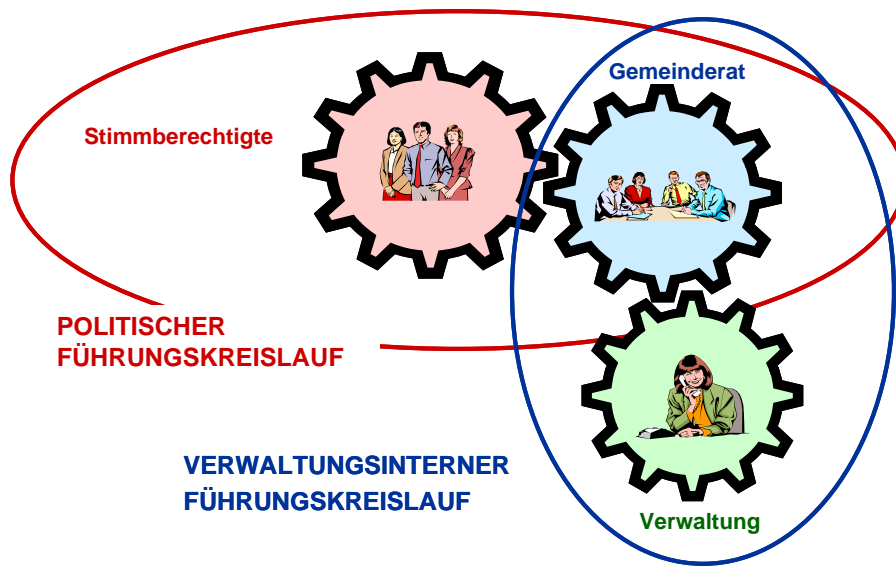 Gemeinderat
Stimmberechtigte
POLITISCHER
FÜHRUNGSKREISLAUF
VERWALTUNGSINTERNER
FÜHRUNGSKREISLAUF
Verwaltung